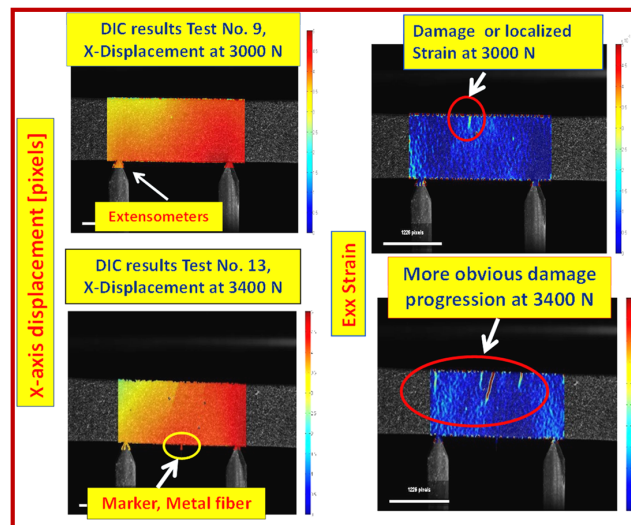 DIC results Test No. 9,
X-Displacement at 3000 N
Extensometers
Damage or localized
Strain at 3000 N
1226 pixels
X-axis displacement [pixels]
Exx Strain
DIC results Test No. 13,
X-Displacement at 3400 N
Marker, Metal fiber
More obvious damage
progression at 3400 N
1226 pixels